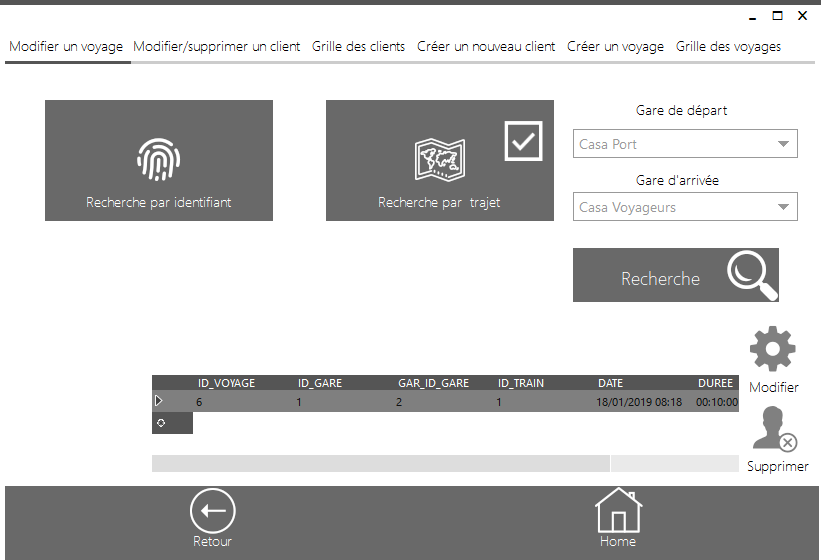 Modifier un voyage Modifier/supprimer un client Grille des clients Créer un nouveau client Créer un voyage Grille des voyages
Gare de départ
Casa Port
Recherche par identifiant
Recherche par trajet
Gare d'arrivée
Casa Voyageurs
Recherche
Modifier
ID_VOYAGE ID_GARE GAR_ID_GARE ID_TRAIN DATE DUREE
6 1 2 1 18/01/2019 08:18 00:10:00
Supprimer
Retour Home